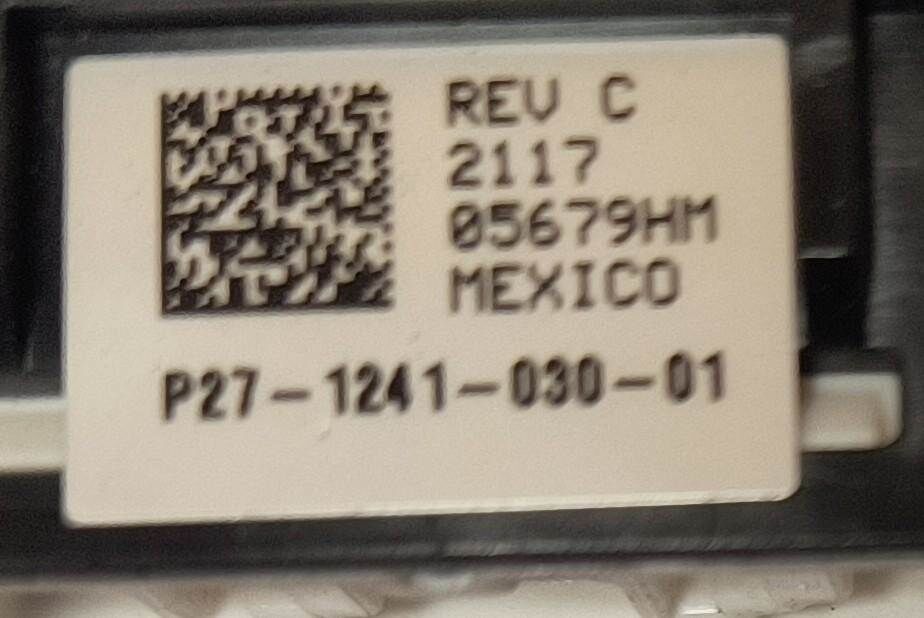 REV C
2117
05679HM
MEXICO
P27-1241-030-01